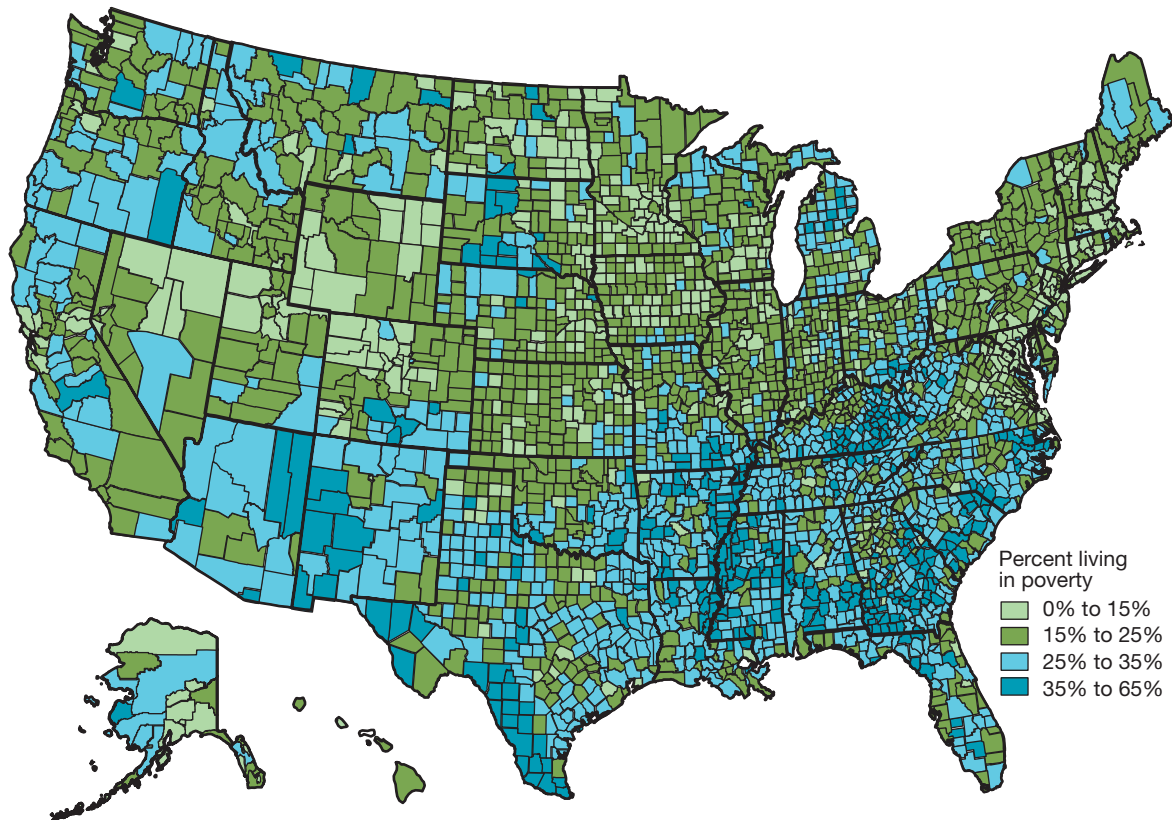 Percent living
in poverty
0% to 15%
15% to 25%
25% to 35%
35% to 65%